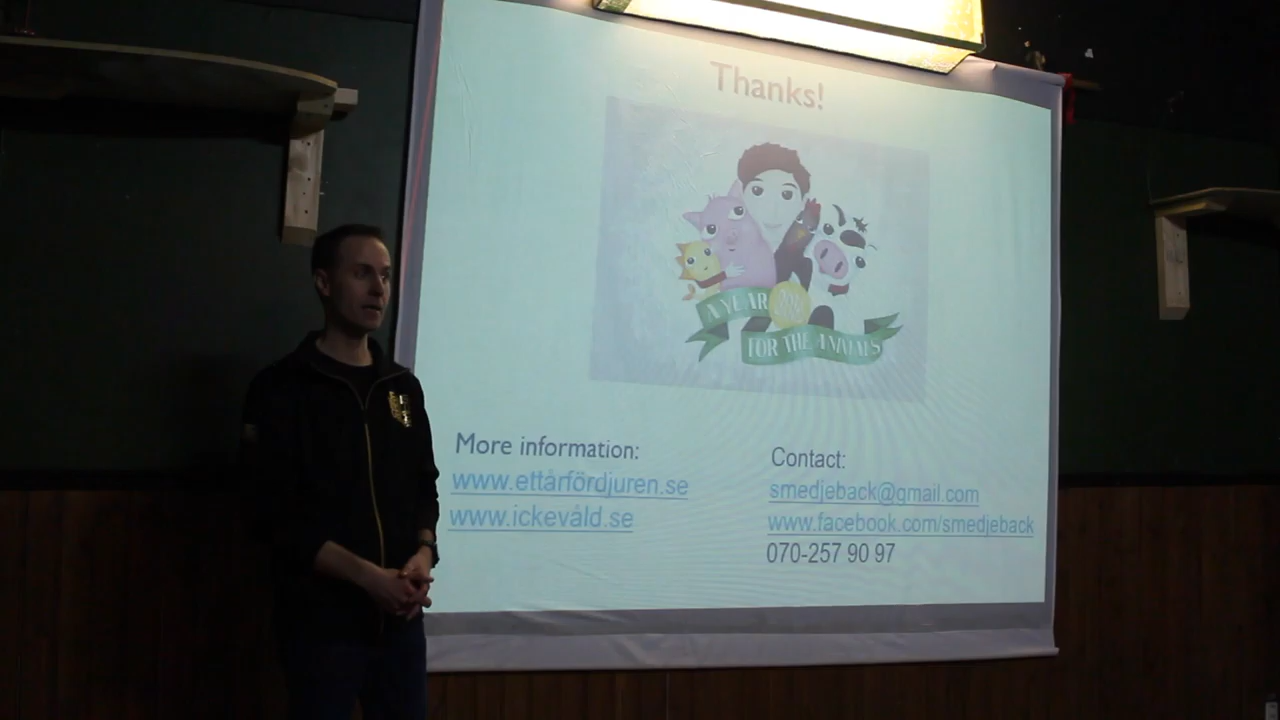 Thanks!
A YEAR
FOR THE ANIMALS
More information:
www.ettårfördjuren.se
www.ickevåld.se
Contact:
smedjeback@gmail.com
www.facebook.com/smedjeback
070-257 90 97